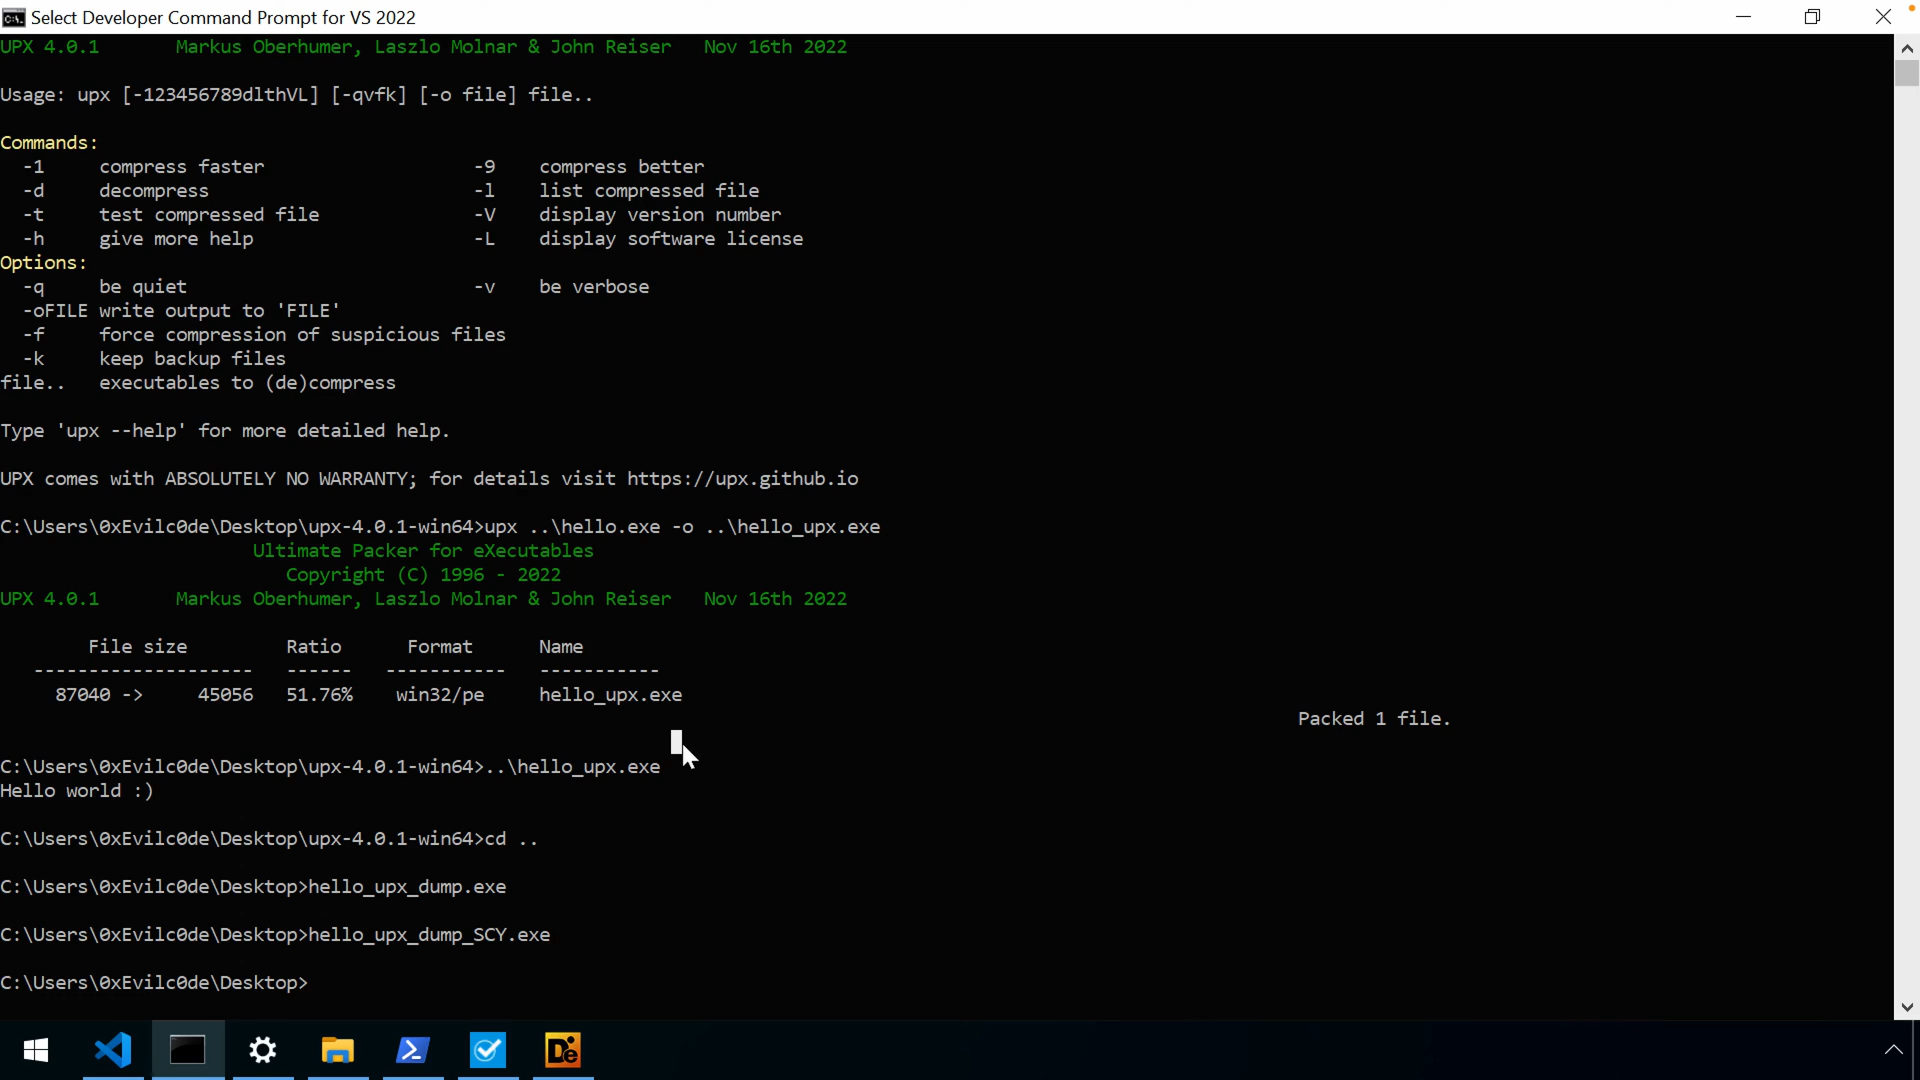 Select Developer Command Prompt for VS 2022
UPX 4.0.1       Markus Oberhumer, Laszlo Molnar & John Reiser   Nov 16th 2022
Usage: upx [-123456789dlthVL] [-qvfk] [-o file] file..
Commands:
  -1     compress faster                   -9    compress better
  -d     decompress                        -l    list compressed file
  -t     test compressed file              -V    display version number
  -h     give more help                    -L    display software license
Options:
  -q     be quiet                          -v    be verbose
  -oFILE write output to 'FILE'
  -f     force compression of suspicious files
  -k     keep backup files
file..   executables to (de)compress
Type 'upx --help' for more detailed help.
UPX comes with ABSOLUTELY NO WARRANTY; for details visit https://upx.github.io
C:\Users\0xEvilc0de\Desktop\upx-4.0.1-win64>upx ..\hello.exe -o ..\hello_upx.exe
                       Ultimate Packer for eXecutables
                          Copyright (C) 1996 - 2022
UPX 4.0.1       Markus Oberhumer, Laszlo Molnar & John Reiser   Nov 16th 2022
        File size         Ratio      Format      Name
   --------------------   ------   -----------   -----------
     87040 ->     45056   51.76%    win32/pe     hello_upx.exe
Packed 1 file.
C:\Users\0xEvilc0de\Desktop\upx-4.0.1-win64>..\hello_upx.exe
Hello world :)
C:\Users\0xEvilc0de\Desktop\upx-4.0.1-win64>cd ..
C:\Users\0xEvilc0de\Desktop>hello_upx_dump.exe
C:\Users\0xEvilc0de\Desktop>hello_upx_dump_SCY.exe
C:\Users\0xEvilc0de\Desktop>